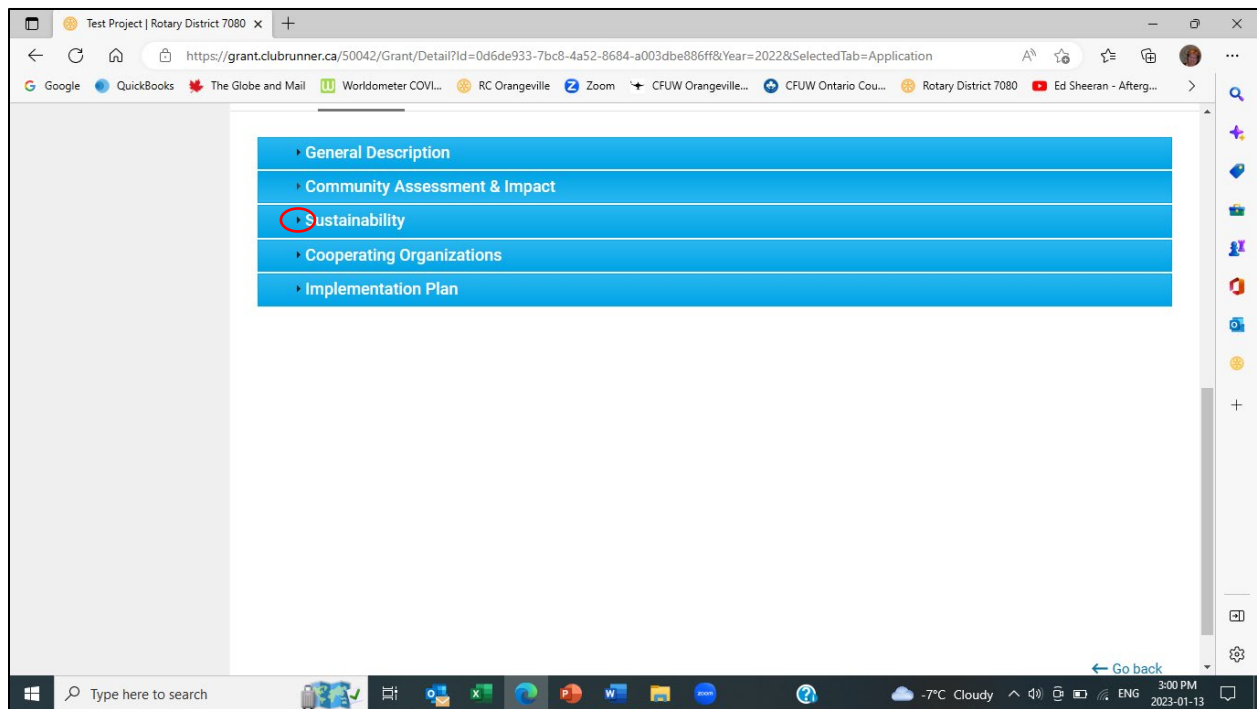 Test Project | Rotary District 7080
https://grant.clubrunner.ca/50042/Grant/Detail?Id=0d6de933-7bc8-4a52-8684-a003dbe886ff&Year=2022&SelectedTab=Application
Google QuickBooks The Globe and Mail Worldometer COVI... RC Orangeville Zoom CFUW Orangeville... CFUW Ontario Cou... Rotary District 7080 Ed Sheeran - Afterg...
General Description
Community Assessment & Impact
Sustainability
Cooperating Organizations
Implementation Plan
← Go back
Type here to search
-7°C Cloudy
ENG
3:00 PM
2023-01-13